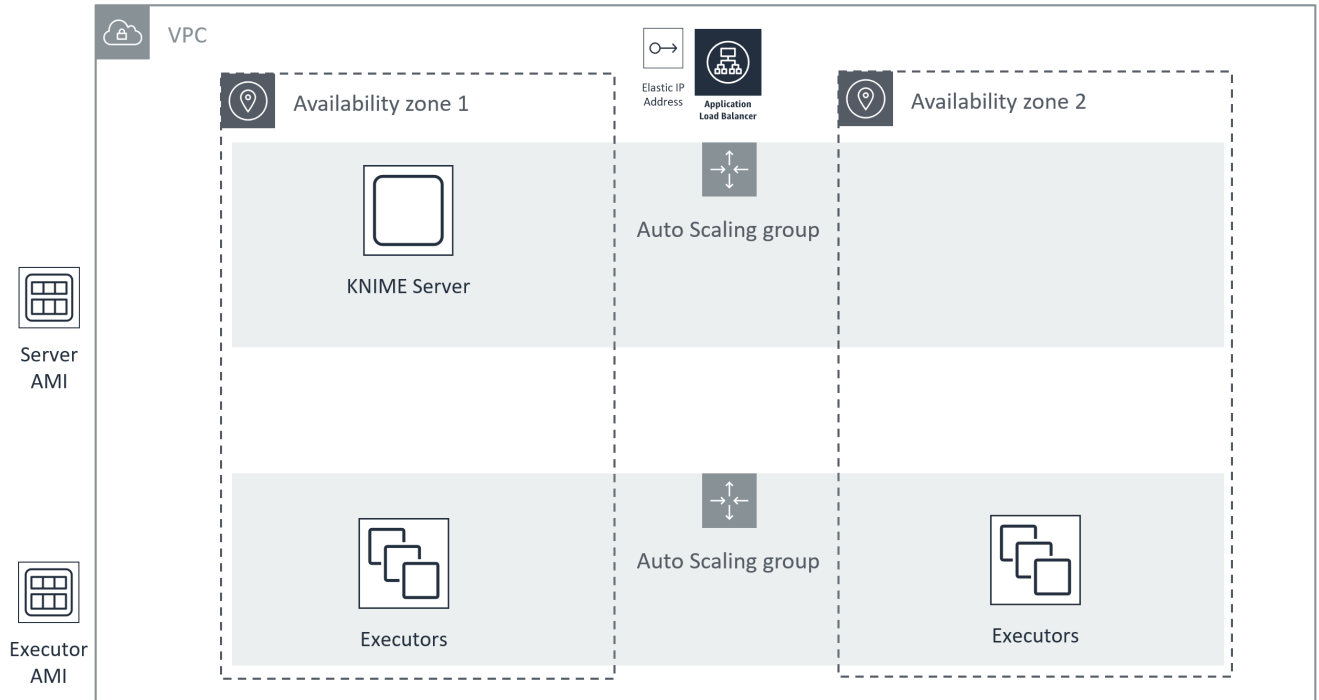 VPC
Elastic IP
Address
Application
Load Balancer
Availability zone 1
Availability zone 2
Auto Scaling group
KNIME Server
Server
AMI
Auto Scaling group
Executors
Executors
Executor
AMI